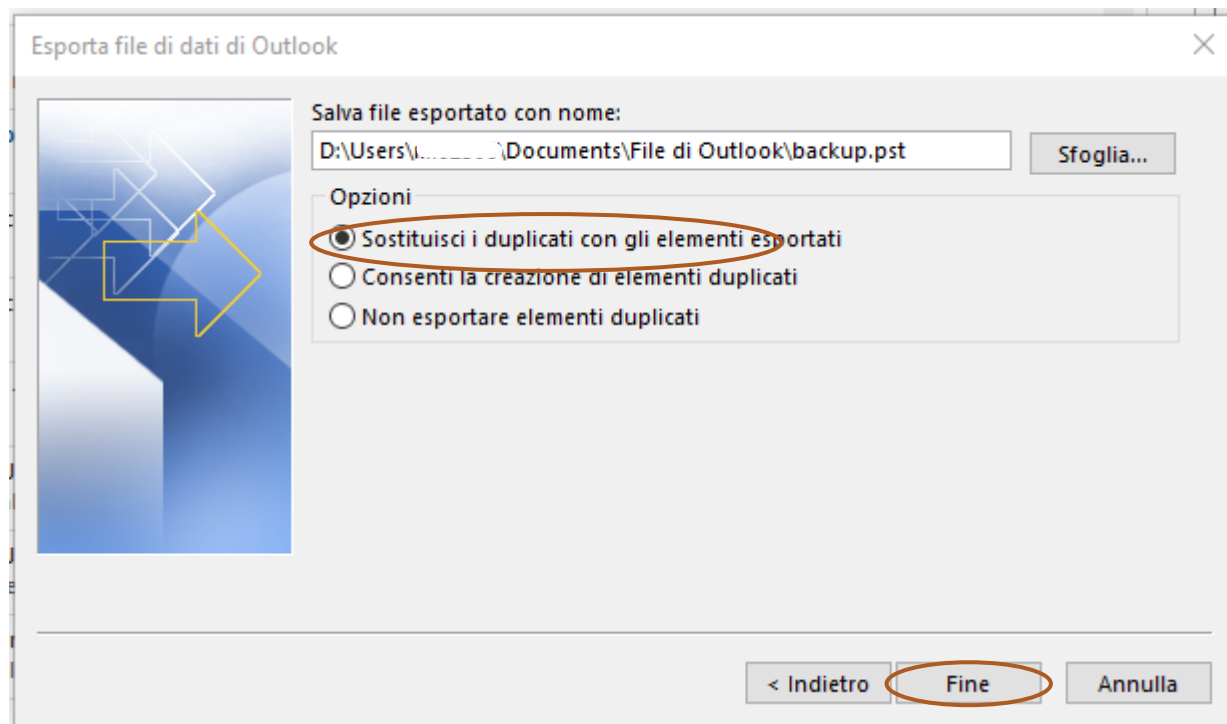 Esporta file di dati di Outlook
Salva file esportato con nome:
D:\Users\ \Documents\File di Outlook\backup.pst
Sfoglia...
Opzioni
Sostituisci i duplicati con gli elementi esportati
Consenti la creazione di elementi duplicati
Non esportare elementi duplicati
< Indietro
Fine
Annulla